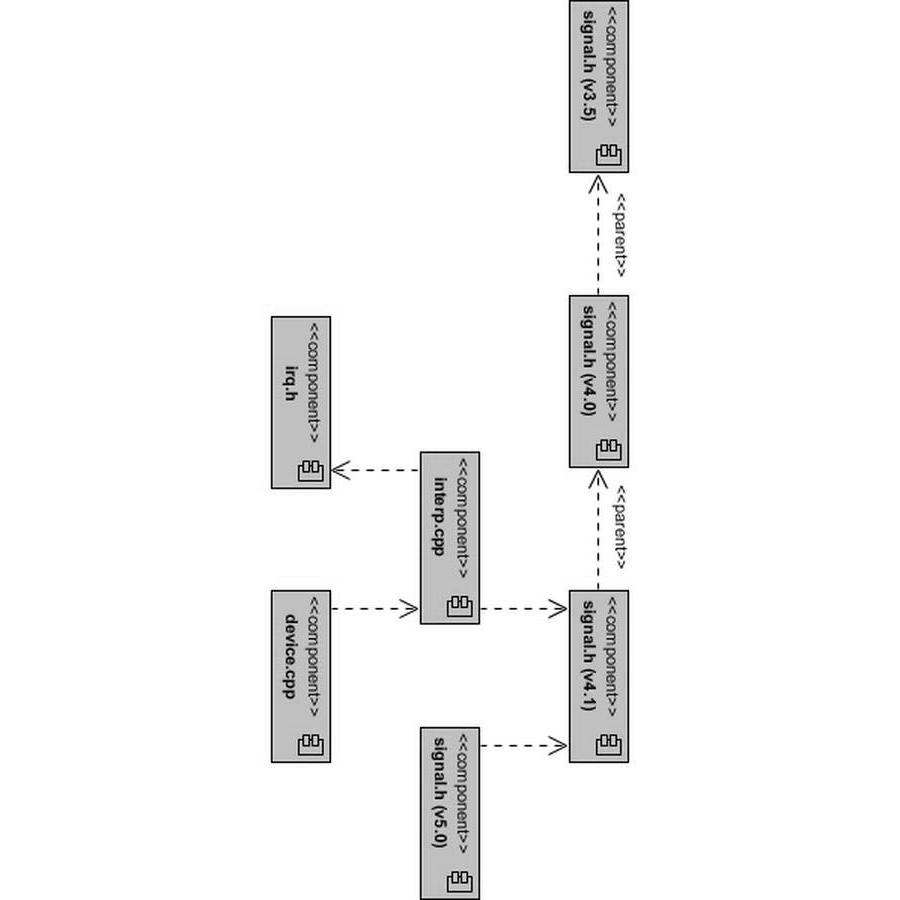 <<component>>
signal.h (v3.5)
<<parent>>
<<component>>
signal.h (v4.0)
<<parent>>
<<component>>
signal.h (v4.1)
<<component>>
interp.cpp
<<component>>
signal.h (v5.0)
<<component>>
irq.h
<<component>>
device.cpp